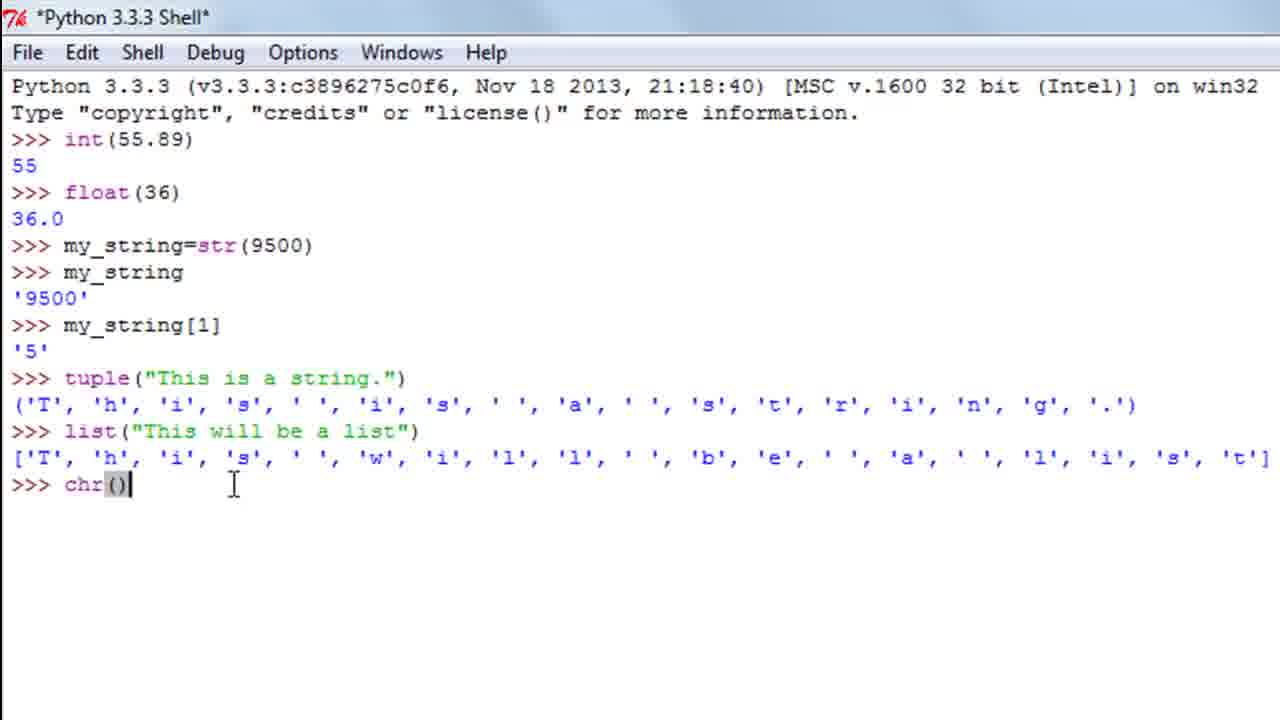 *Python 3.3.3 Shell*
File Edit Shell Debug Options Windows Help
Python 3.3.3 (v3.3.3:c3896275c0f6, Nov 18 2013, 21:18:40) [MSC v.1600 32 bit (Intel)] on win32
Type "copyright", "credits" or "license()" for more information.
>>> int(55.89)
55
>>> float(36)
36.0
>>> my_string=str(9500)
>>> my_string
'9500'
>>> my_string[1]
'5'
>>> tuple("This is a string.")
('T', 'h', 'i', 's', ' ', 'i', 's', ' ', 'a', ' ', 's', 't', 'r', 'i', 'n', 'g', '.')
>>> list("This will be a list")
['T', 'h', 'i', 's', ' ', 'w', 'i', 'l', 'l', ' ', 'b', 'e', ' ', 'a', ' ', 'l', 'i', 's', 't']
>>> chr()